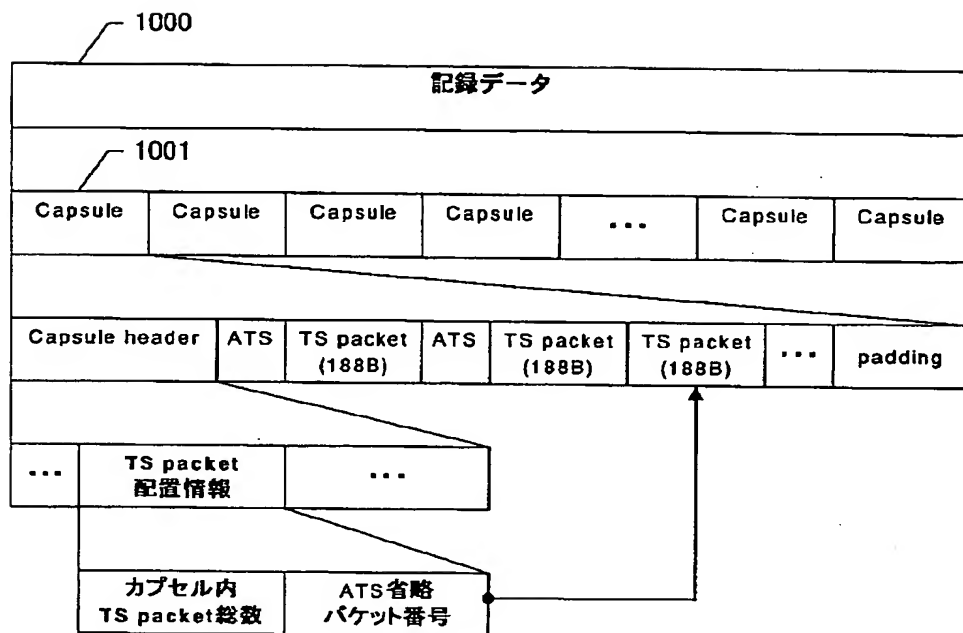 1000
記録データ
1001
Capsule Capsule Capsule Capsule ... Capsule Capsule
Capsule header ATS TS packet (188B) ATS TS packet (188B) TS packet (188B) ... padding
... TS packet 配置情報 ...
カプセル内 TS packet総数 ATS省略 パケット番号